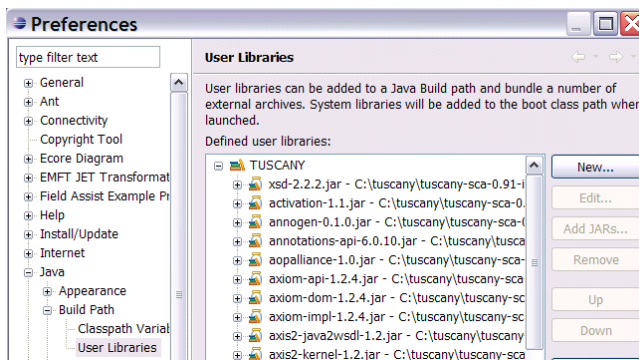 Preferences
type filter text
General
Ant
Connectivity
Copyright Tool
Ecore Diagram
EMFT JET Transformat
Field Assist Example Pr
Help
Install/Update
Internet
Java
Appearance
Build Path
Classpath Variabl
User Libraries
User Libraries
User libraries can be added to a Java Build path and bundle a number of
external archives. System libraries will be added to the boot class path when
launched.
Defined user libraries:
TUSCANY
xsd-2.2.2.jar - C:\tuscany\tuscany-sca-0.91-i
activation-1.1.jar - C:\tuscany\tuscany-sca-0.
annogen-0.1.0.jar - C:\tuscany\tuscany-sca-0
annotations-api-6.0.10.jar - C:\tuscany\tusca
aopalliance-1.0.jar - C:\tuscany\tuscany-sca-
axiom-api-1.2.4.jar - C:\tuscany\tuscany-sca
axiom-dom-1.2.4.jar - C:\tuscany\tuscany-sc
axiom-impl-1.2.4.jar - C:\tuscany\tuscany-sca
axis2-java2wsdl-1.2.jar - C:\tuscany\tuscany
axis2-kernel-1.2.jar - C:\tuscany\tuscany-sca
New...
Edit...
Add JARs...
Remove
Up
Down